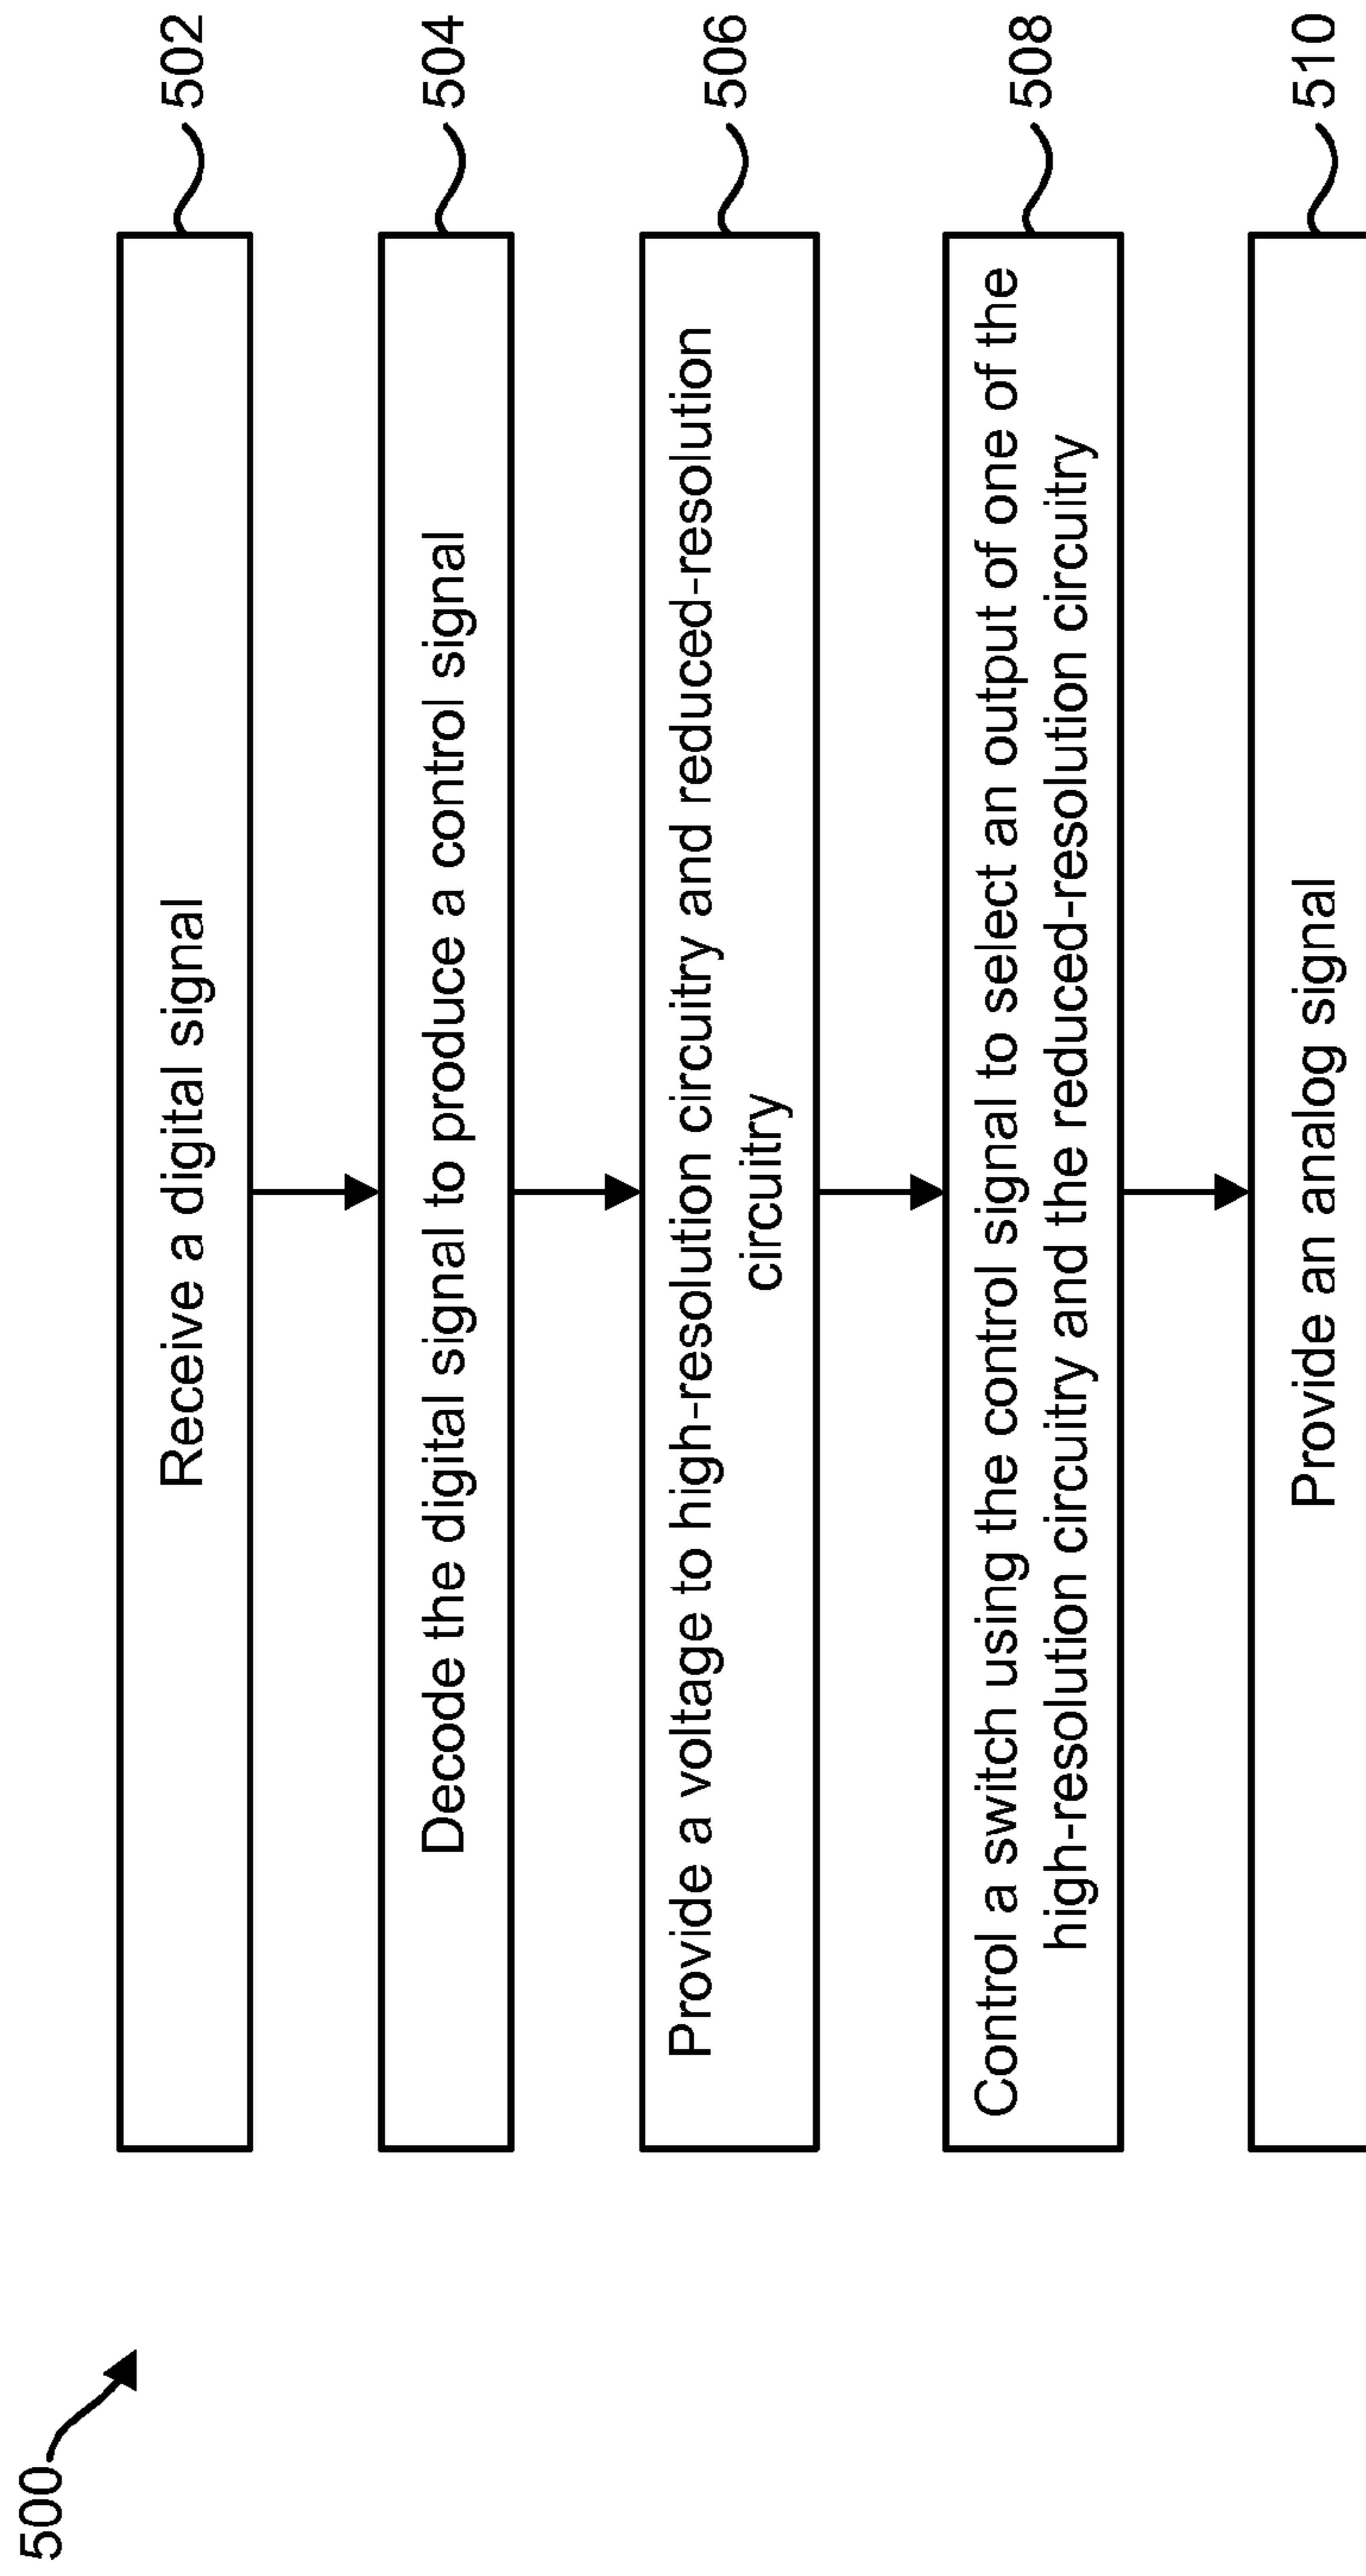 500
Receive a digital signal
502
Decode the digital signal to produce a control signal
504
Provide a voltage to high-resolution circuitry and reduced-resolution
circuitry
506
Control a switch using the control signal to select an output of one of the
high-resolution circuitry and the reduced-resolution circuitry
508
Provide an analog signal
510